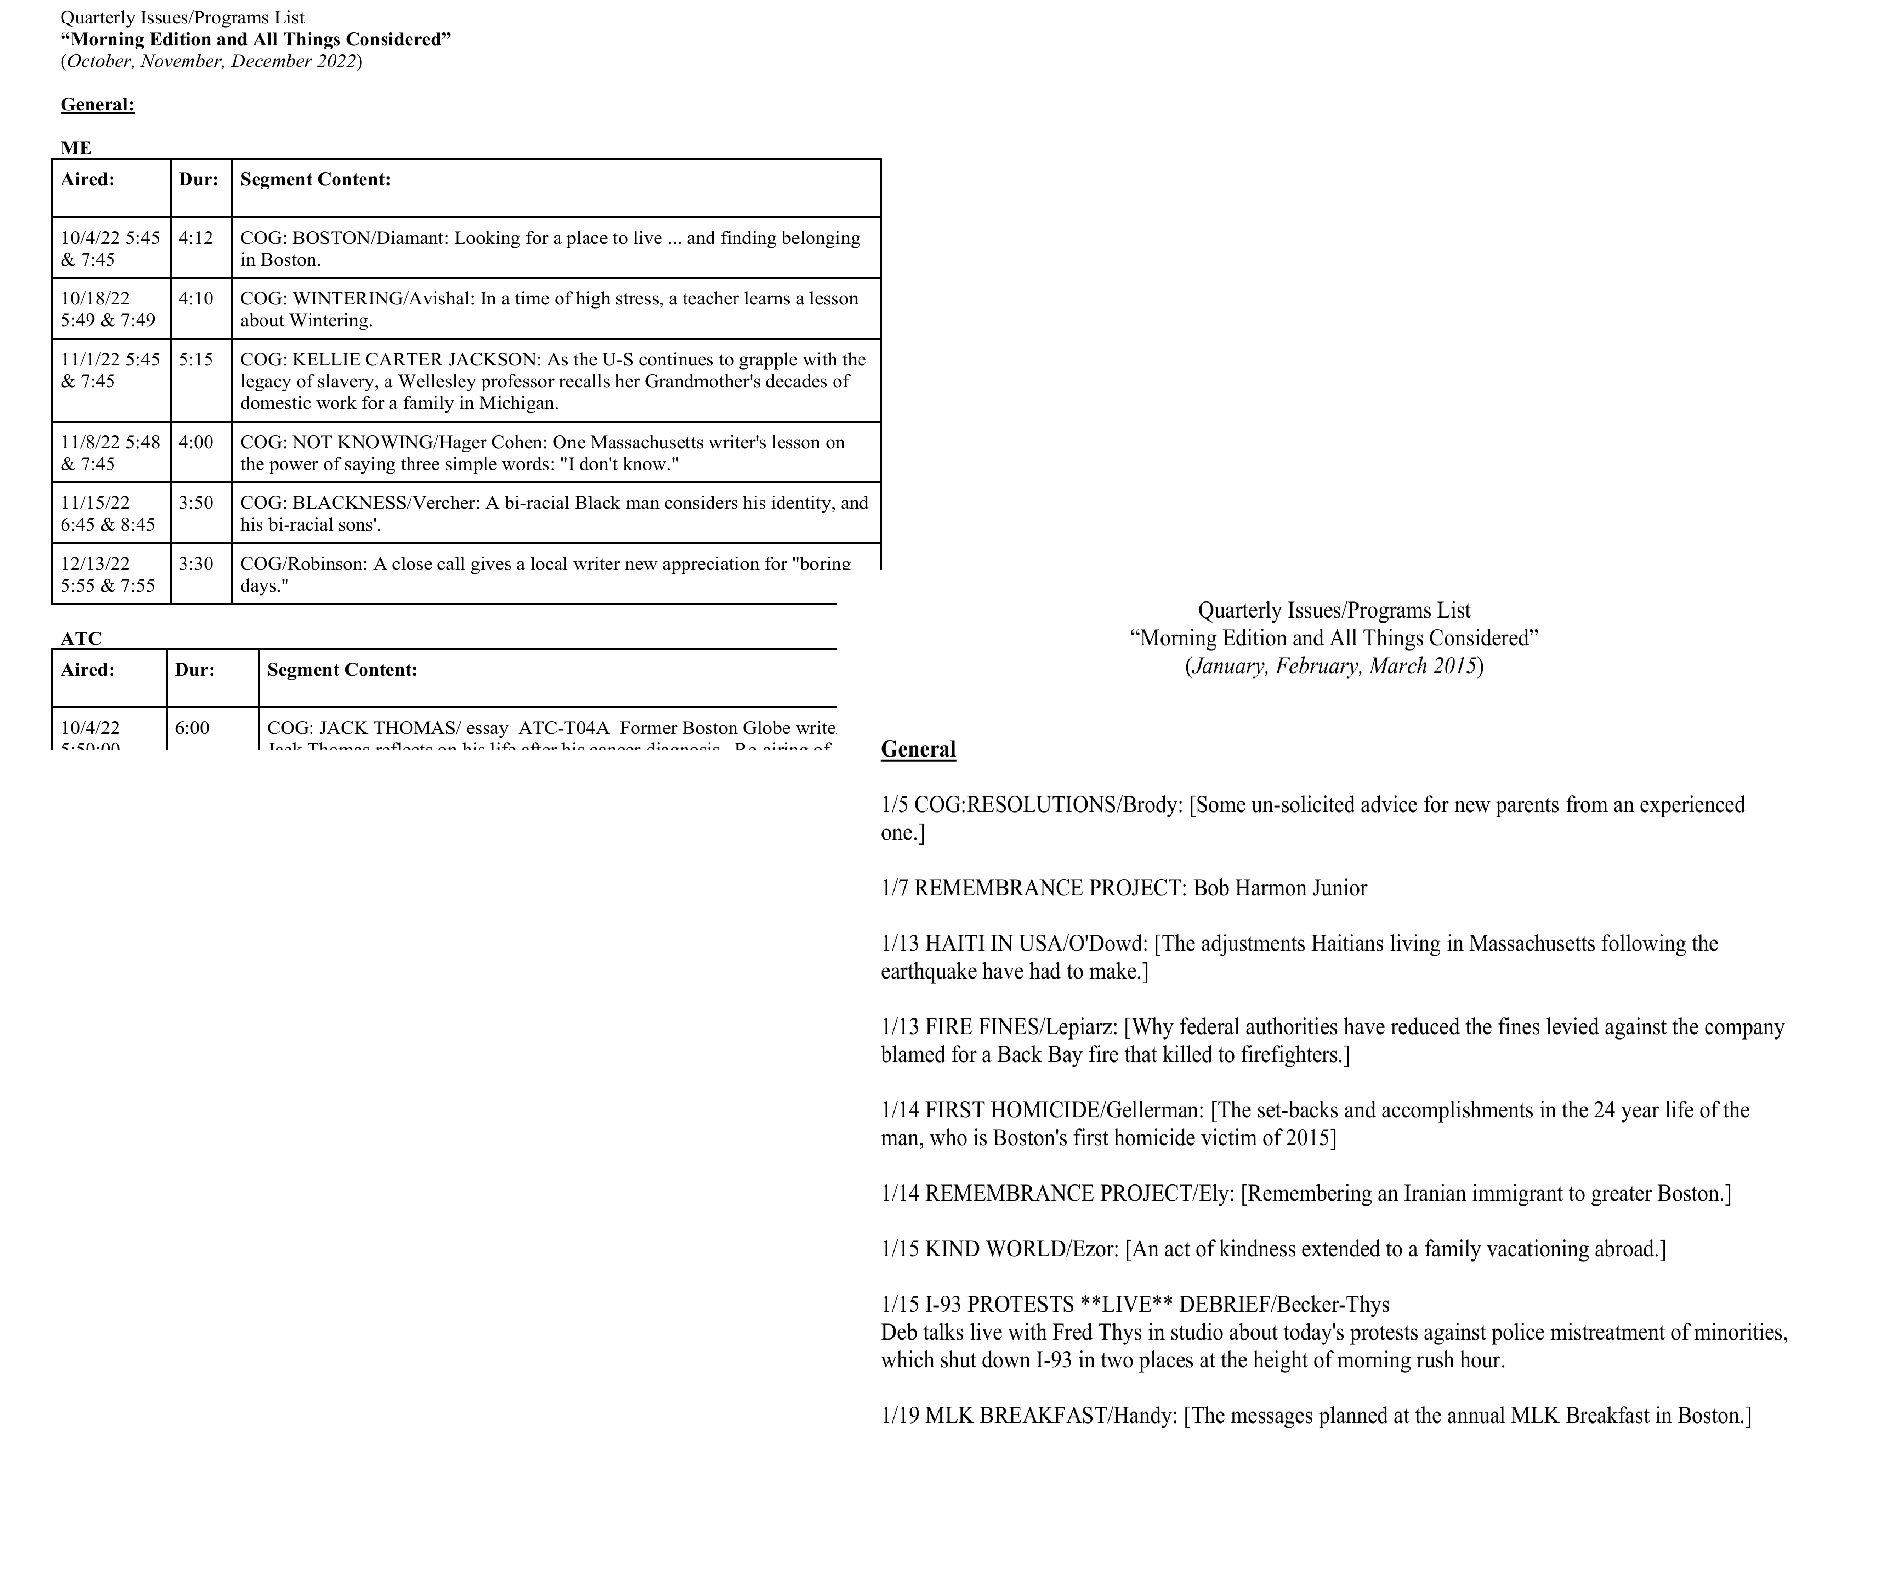 Quarterly Issues/Programs List
“Morning Edition and All Things Considered”
(October, November, December 2022)
General:
ME
Aired: Dur: Segment Content:
10/4/22 5:45 4:12 COG: BOSTON/Diamant: Looking for a place to live ... and finding belonging
& 7:45 in Boston.
10/18/22 4:10 COG: WINTERING/Avishal: In a time of high stress, a teacher learns a lesson
5:49 & 7:49 about Wintering.
11/1/22 5:45 5:15 COG: KELLIE CARTER JACKSON: As the U-S continues to grapple with the
& 7:45 legacy of slavery, a Wellesley professor recalls her Grandmother's decades of
domestic work for a family in Michigan.
11/8/22 5:48 4:00 COG: NOT KNOWING/Hager Cohen: One Massachusetts writer's lesson on
& 7:45 the power of saying three simple words: "I don't know."
11/15/22 3:50 COG: BLACKNESS/Vercher: A bi-racial Black man considers his identity, and
6:45 & 8:45 his bi-racial sons'.
12/13/22 3:30 COG/Robinson: A close call gives a local writer new appreciation for "boring
5:55 & 7:55 days."
ATC
Aired: Dur: Segment Content:
10/4/22 6:00 COG: JACK THOMAS/ essay ATC-T04A Former Boston Globe write
5:50:00 Jack Thomas reflects on his life after his cancer diagnosis. Re-airing of
Quarterly Issues/Programs List
“Morning Edition and All Things Considered”
(January, February, March 2015)
General
1/5 COG:RESOLUTIONS/Brody: [Some un-solicited advice for new parents from an experienced
one.]
1/7 REMEMBRANCE PROJECT: Bob Harmon Junior
1/13 HAITI IN USA/O'Dowd: [The adjustments Haitians living in Massachusetts following the
earthquake have had to make.]
1/13 FIRE FINES/Lepiarz: [Why federal authorities have reduced the fines levied against the company
blamed for a Back Bay fire that killed to firefighters.]
1/14 FIRST HOMICIDE/Gellerman: [The set-backs and accomplishments in the 24 year life of the
man, who is Boston's first homicide victim of 2015]
1/14 REMEMBRANCE PROJECT/Ely: [Remembering an Iranian immigrant to greater Boston.]
1/15 KIND WORLD/Ezor: [An act of kindness extended to a family vacationing abroad.]
1/15 I-93 PROTESTS **LIVE** DEBRIEF/Becker-Thys
Deb talks live with Fred Thys in studio about today's protests against police mistreatment of minorities,
which shut down I-93 in two places at the height of morning rush hour.
1/19 MLK BREAKFAST/Handy: [The messages planned at the annual MLK Breakfast in Boston.]